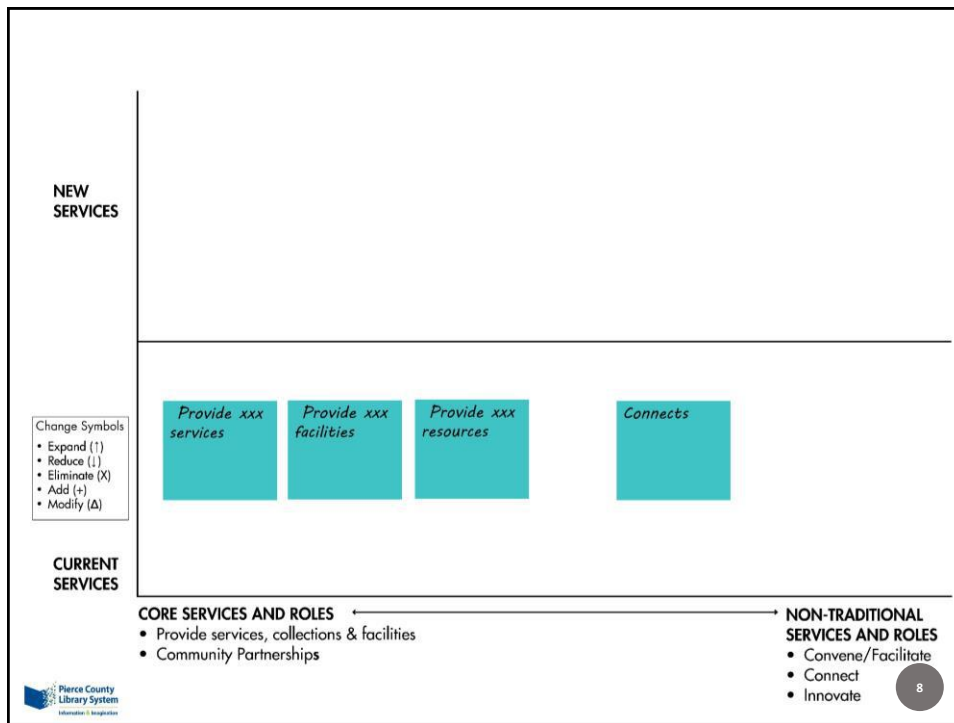 NEW
SERVICES
Provide xxx
services
Provide xxx
facilities
Provide xxx
resources
Connects
Change Symbols
• Expand (↑)
• Reduce (↓)
• Eliminate (X)
• Add (+)
• Modify (Δ)
CURRENT
SERVICES
CORE SERVICES AND ROLES
• Provide services, collections & facilities
• Community Partnerships
NON-TRADITIONAL
SERVICES AND ROLES
• Convene/Facilitate
• Connect
• Innovate
Pierce County
Library System
Information & Imagination
8